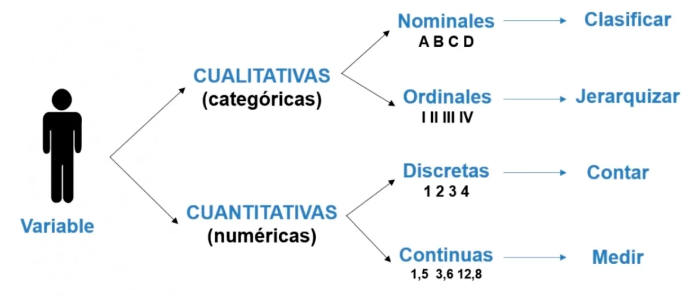 Variable
CUALITATIVAS
(categóricas)
Nominales
A B C D
Clasificar
Ordinales
I II III IV
Jerarquizar
CUANTITATIVAS
(numéricas)
Discretas
1 2 3 4
Contar
Continuas
1,5 3,6 12,8
Medir